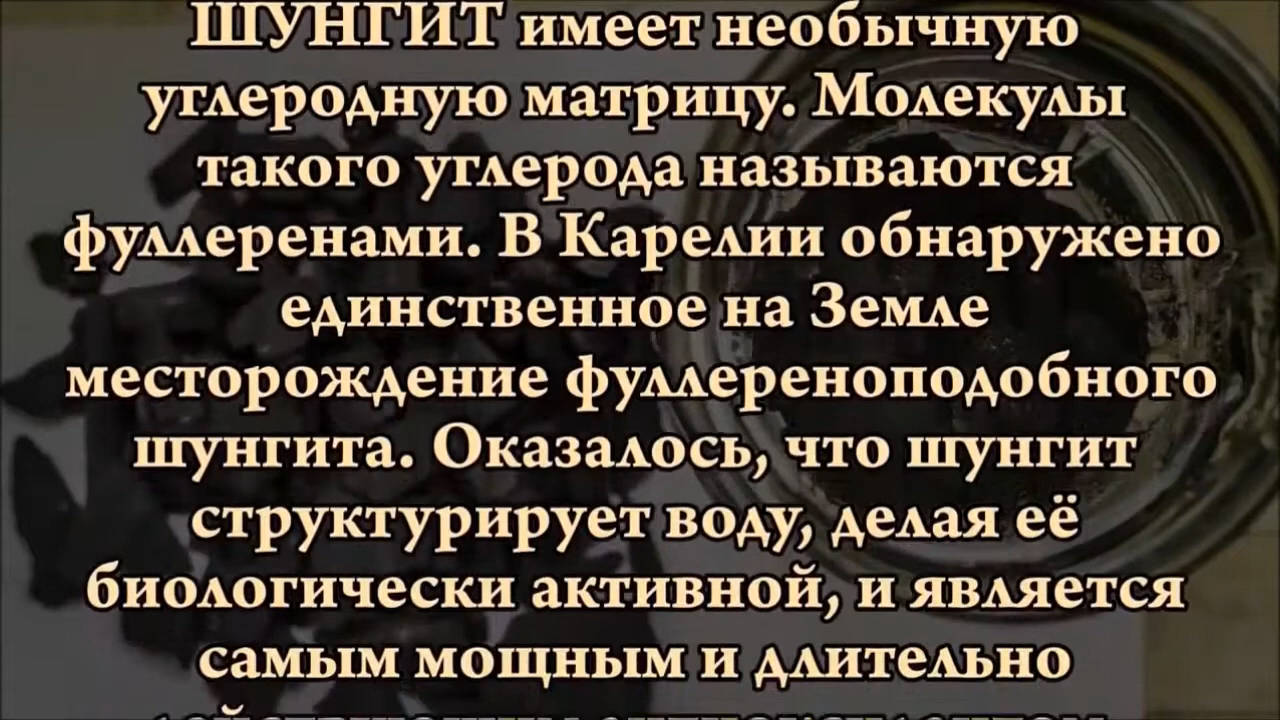 ШУНГИТ имеет необычную
углеродную матрицу. Молекулы
такого углерода называются
фуллеренами. В Карелии обнаружено
единственное на Земле
месторождение фуллереноподобного
шунгита. Оказалось, что шунгит
структурирует воду, делая её
биологически активной, и является
самым мощным и длительно